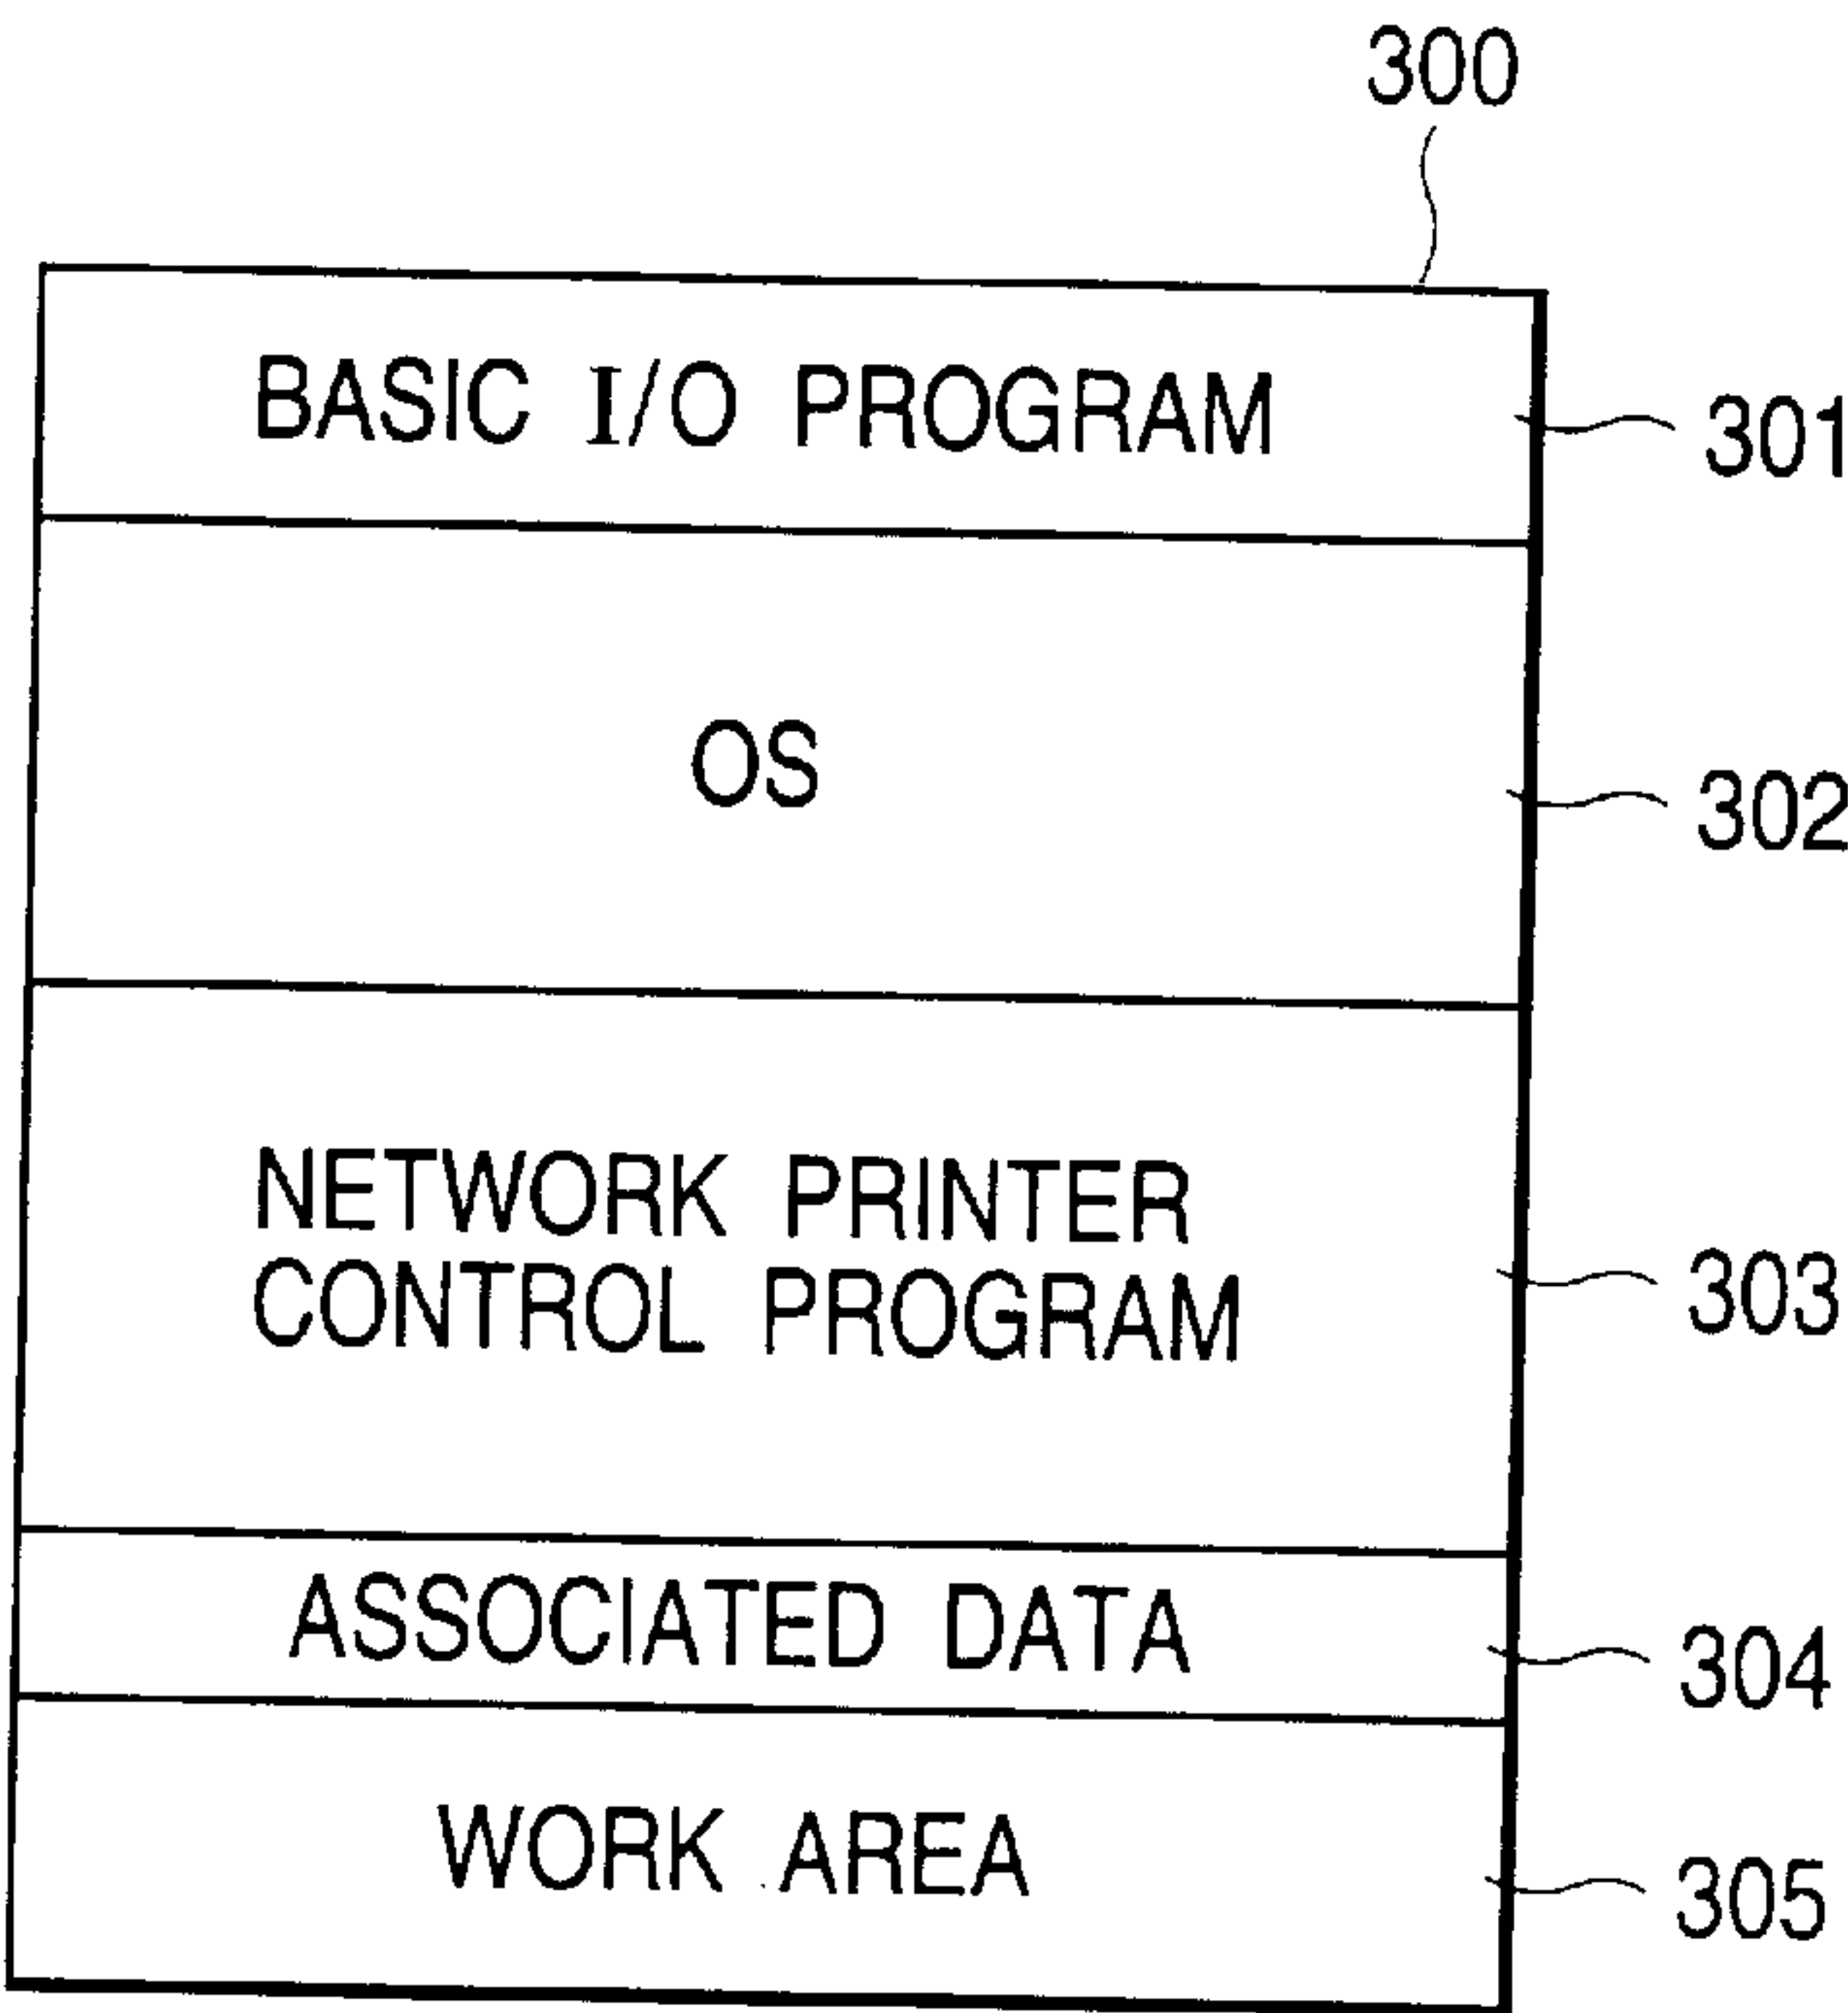 300
BASIC I/O PROGRAM
301
OS
302
NETWORK PRINTER
CONTROL PROGRAM
303
ASSOCIATED DATA
304
WORK AREA
305